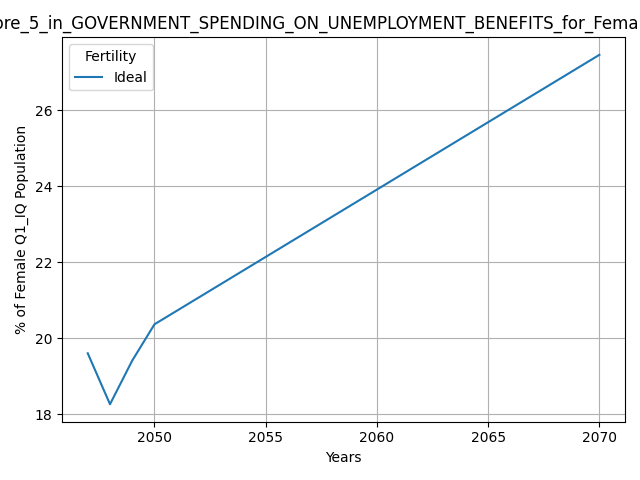 ore_5_in_GOVERNMENT_SPENDING_ON_UNEMPLOYMENT_BENEFITS_for_Fema
Fertility
Ideal
% of Female Q1_IQ Population
26
24
22
20
18
2050
2055
2060
2065
2070
Years